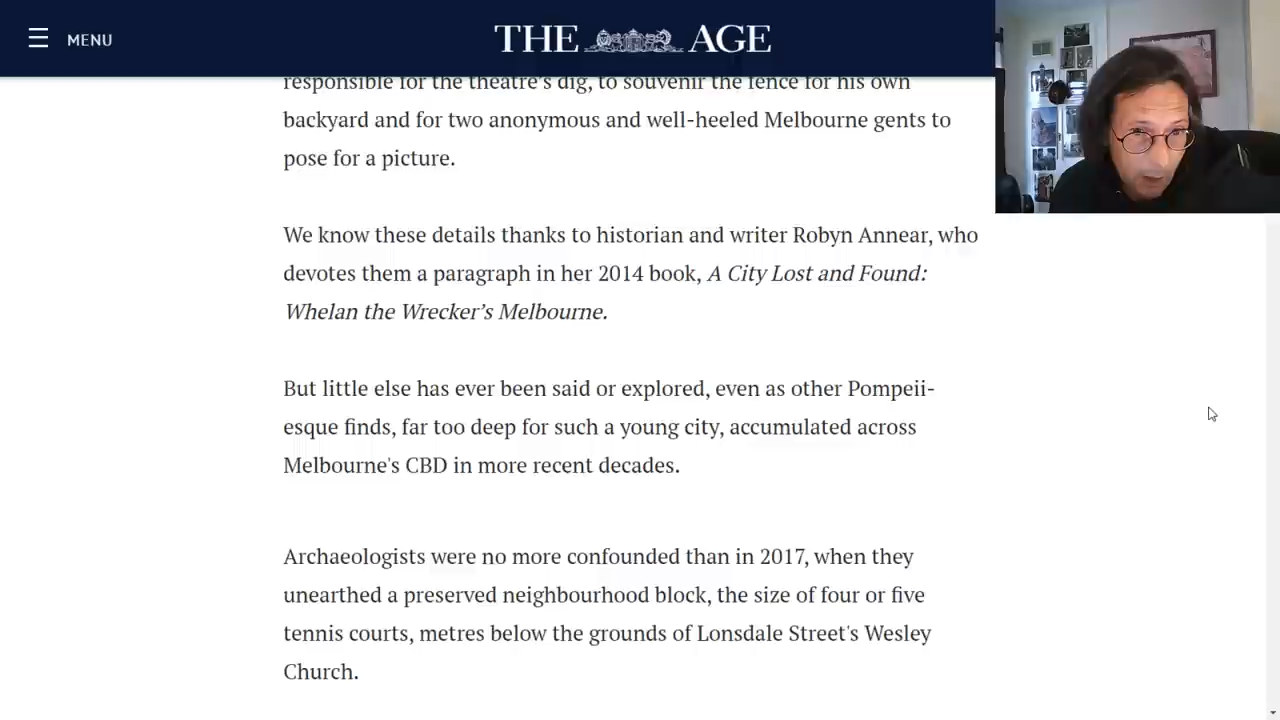 MENU
THE AGE
responsible for the theatre's dig, to souvenir the fence for his own
backyard and for two anonymous and well-heeled Melbourne gents to
pose for a picture.
We know these details thanks to historian and writer Robyn Annear, who
devotes them a paragraph in her 2014 book, A City Lost and Found:
Whelan the Wrecker’s Melbourne.
But little else has ever been said or explored, even as other Pompeii-
esque finds, far too deep for such a young city, accumulated across
Melbourne's CBD in more recent decades.
Archaeologists were no more confounded than in 2017, when they
unearthed a preserved neighbourhood block, the size of four or five
tennis courts, metres below the grounds of Lonsdale Street's Wesley
Church.